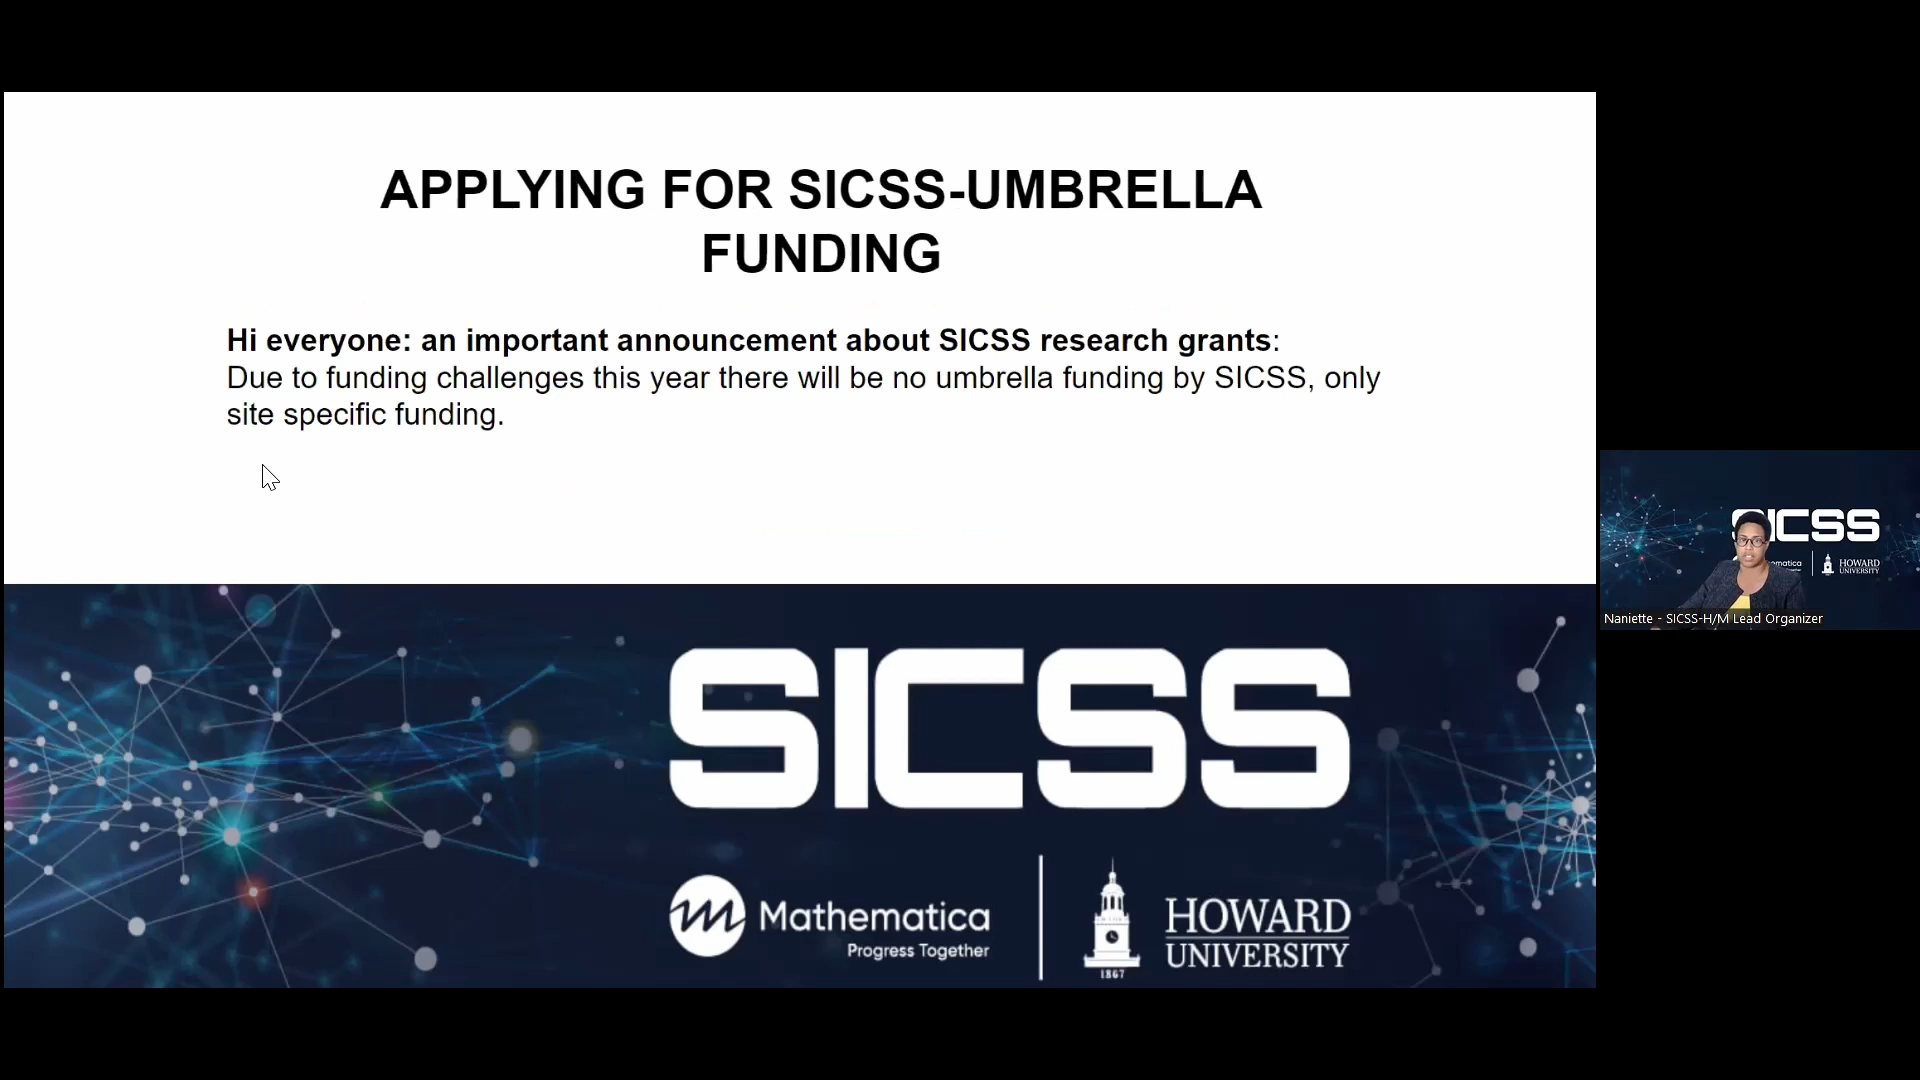 APPLYING FOR SICSS-UMBRELLA
FUNDING
Hi everyone: an important announcement about SICSS research grants:
Due to funding challenges this year there will be no umbrella funding by SICSS, only
site specific funding.
SICSS
Mathematica
Progress Together
1867
HOWARD
UNIVERSITY
SICSS
HOWARD
UNIVERSITY
Naniette - SICSS-H/M Lead Organizer